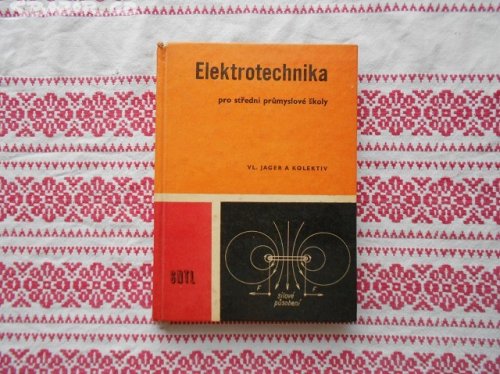 Elektrotechnika
pro střední průmyslové školy
VL. JAGER A KOLEKTIV
SNTL
F F
silové
působení